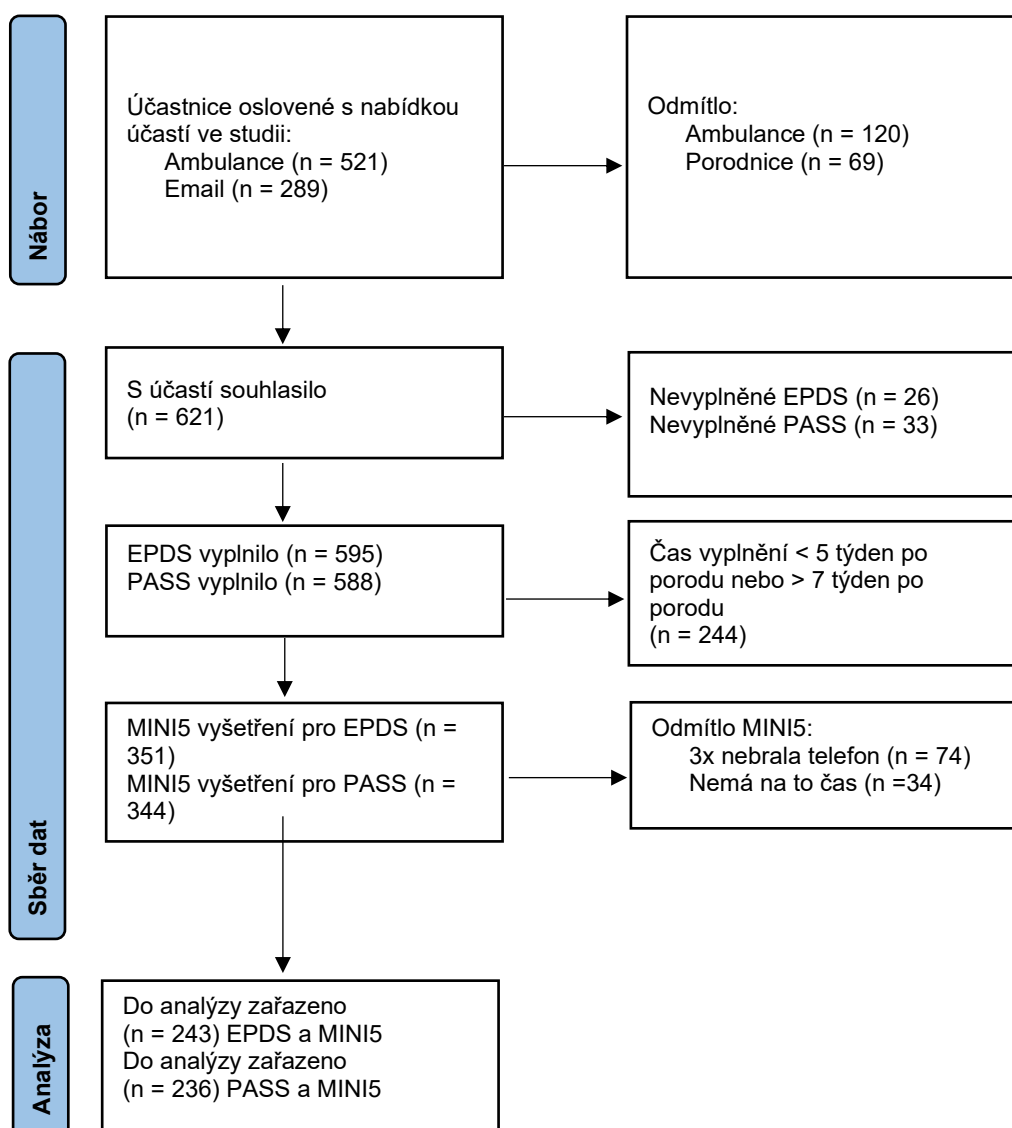 Nábor
Účastnice oslovené s nabídkou
účastí ve studii:
Ambulance (n = 521)
Email (n = 289)
Odmítlo:
Ambulance (n = 120)
Porodnice (n = 69)
Sběr dat
S účastí souhlasilo
(n = 621)
Nevyplněné EPDS (n = 26)
Nevyplněné PASS (n = 33)
EPDS vyplnilo (n = 595)
PASS vyplnilo (n = 588)
Čas vyplnění < 5 týden po
porodu nebo > 7 týden po
porodu
(n = 244)
MINI5 vyšetření pro EPDS (n =
351)
MINI5 vyšetření pro PASS (n =
344)
Odmítlo MINI5:
3x nebrala telefon (n = 74)
Nemá na to čas (n =34)
Analýza
Do analýzy zařazeno
(n = 243) EPDS a MINI5
Do analýzy zařazeno
(n = 236) PASS a MINI5